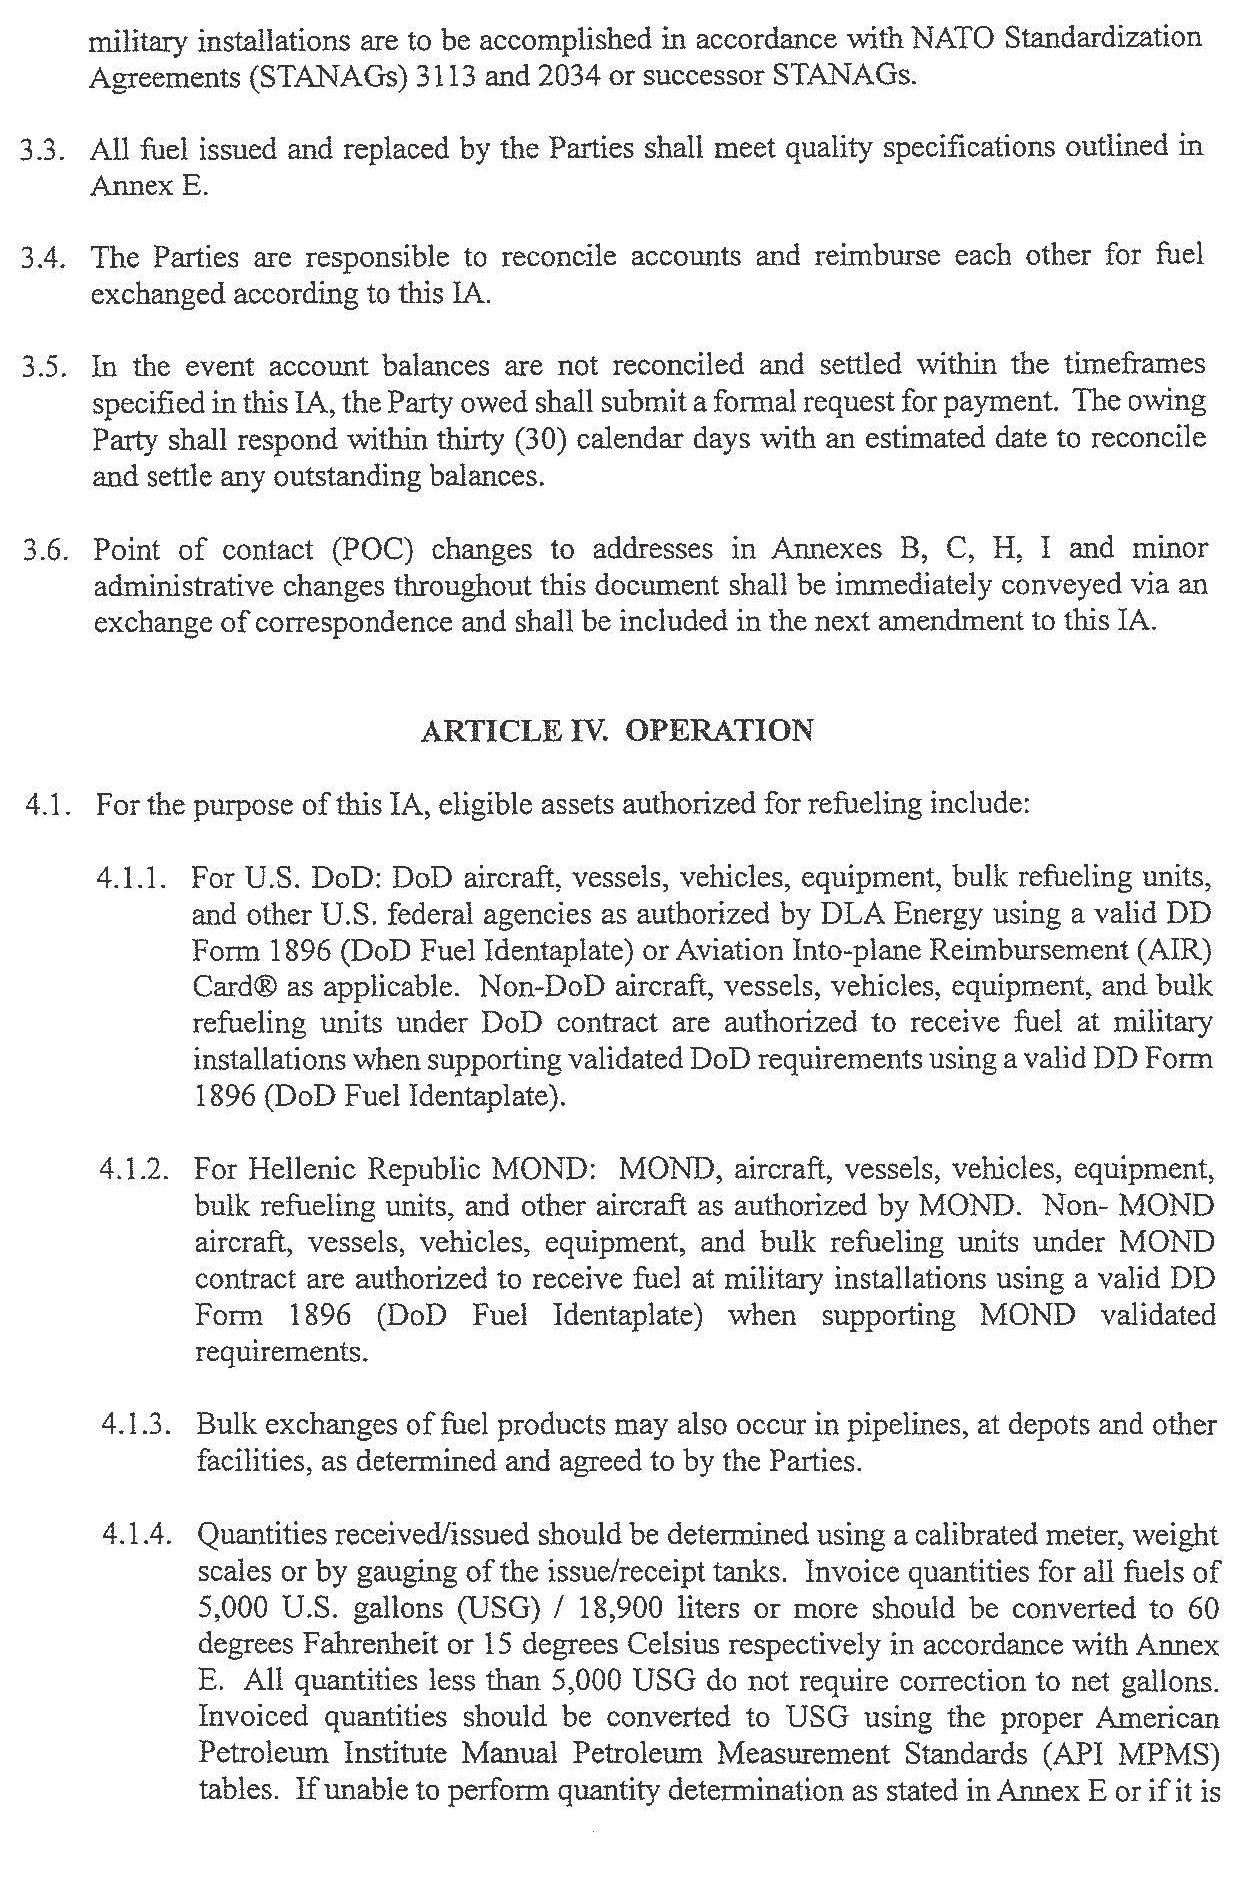 military installations are to be accomplished in accordance with NATO Standardization
Agreements (STANAGs) 3113 and 2034 or successor STANAGs.
3.3. All fuel issued and replaced by the Parties shall meet quality specifications outlined in
Annex E.
3.4. The Parties are responsible to reconcile accounts and reimburse each other for fuel
exchanged according to this IA.
3.5. In the event account balances are not reconciled and settled within the timeframes
specified in this IA, the Party owed shall submit a formal request for payment. The owing
Party shall respond within thirty (30) calendar days with an estimated date to reconcile
and settle any outstanding balances.
3.6. Point of contact (POC) changes to addresses in Annexes B, C, H, I and minor
administrative changes throughout this document shall be immediately conveyed via an
exchange of correspondence and shall be included in the next amendment to this IA.
ARTICLE IV. OPERATION
4.1. For the purpose of this IA, eligible assets authorized for refueling include:
4.1.1. For U.S. DoD: DoD aircraft, vessels, vehicles, equipment, bulk refueling units,
and other U.S. federal agencies as authorized by DLA Energy using a valid DD
Form 1896 (DoD Fuel Identaplate) or Aviation Into-plane Reimbursement (AIR)
Card® as applicable. Non-DoD aircraft, vessels, vehicles, equipment, and bulk
refueling units under DoD contract are authorized to receive fuel at military
installations when supporting validated DoD requirements using a valid DD Form
1896 (DoD Fuel Identaplate).
4.1.2. For Hellenic Republic MOND: MOND, aircraft, vessels, vehicles, equipment,
bulk refueling units, and other aircraft as authorized by MOND. Non- MOND
aircraft, vessels, vehicles, equipment, and bulk refueling units under MOND
contract are authorized to receive fuel at military installations using a valid DD
Form 1896 (DoD Fuel Identaplate) when supporting MOND validated
requirements.
4.1.3. Bulk exchanges of fuel products may also occur in pipelines, at depots and other
facilities, as determined and agreed to by the Parties.
4.1.4. Quantities received/issued should be determined using a calibrated meter, weight
scales or by gauging of the issue/receipt tanks. Invoice quantities for all fuels of
5,000 U.S. gallons (USG) / 18,900 liters or more should be converted to 60
degrees Fahrenheit or 15 degrees Celsius respectively in accordance with Annex
E. All quantities less than 5,000 USG do not require correction to net gallons.
Invoiced quantities should be converted to USG using the proper American
Petroleum Institute Manual Petroleum Measurement Standards (API MPMS)
tables. If unable to perform quantity determination as stated in Annex E or if it is